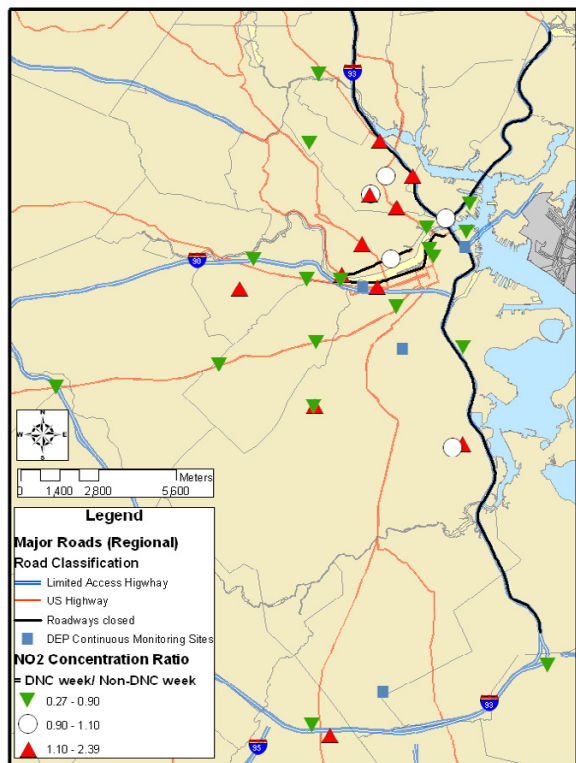 93
90
N
W E
S
Meters
0 1,400 2,800 5,600
Legend
Major Roads (Regional)
Road Classification
Limited Access Higwhay
US Highway
Roadways closed
DEP Continuous Monitoring Sites
NO2 Concentration Ratio
= DNC week/ Non-DNC week
0.27 - 0.90
0.90 - 1.10
1.10 - 2.39
93
95